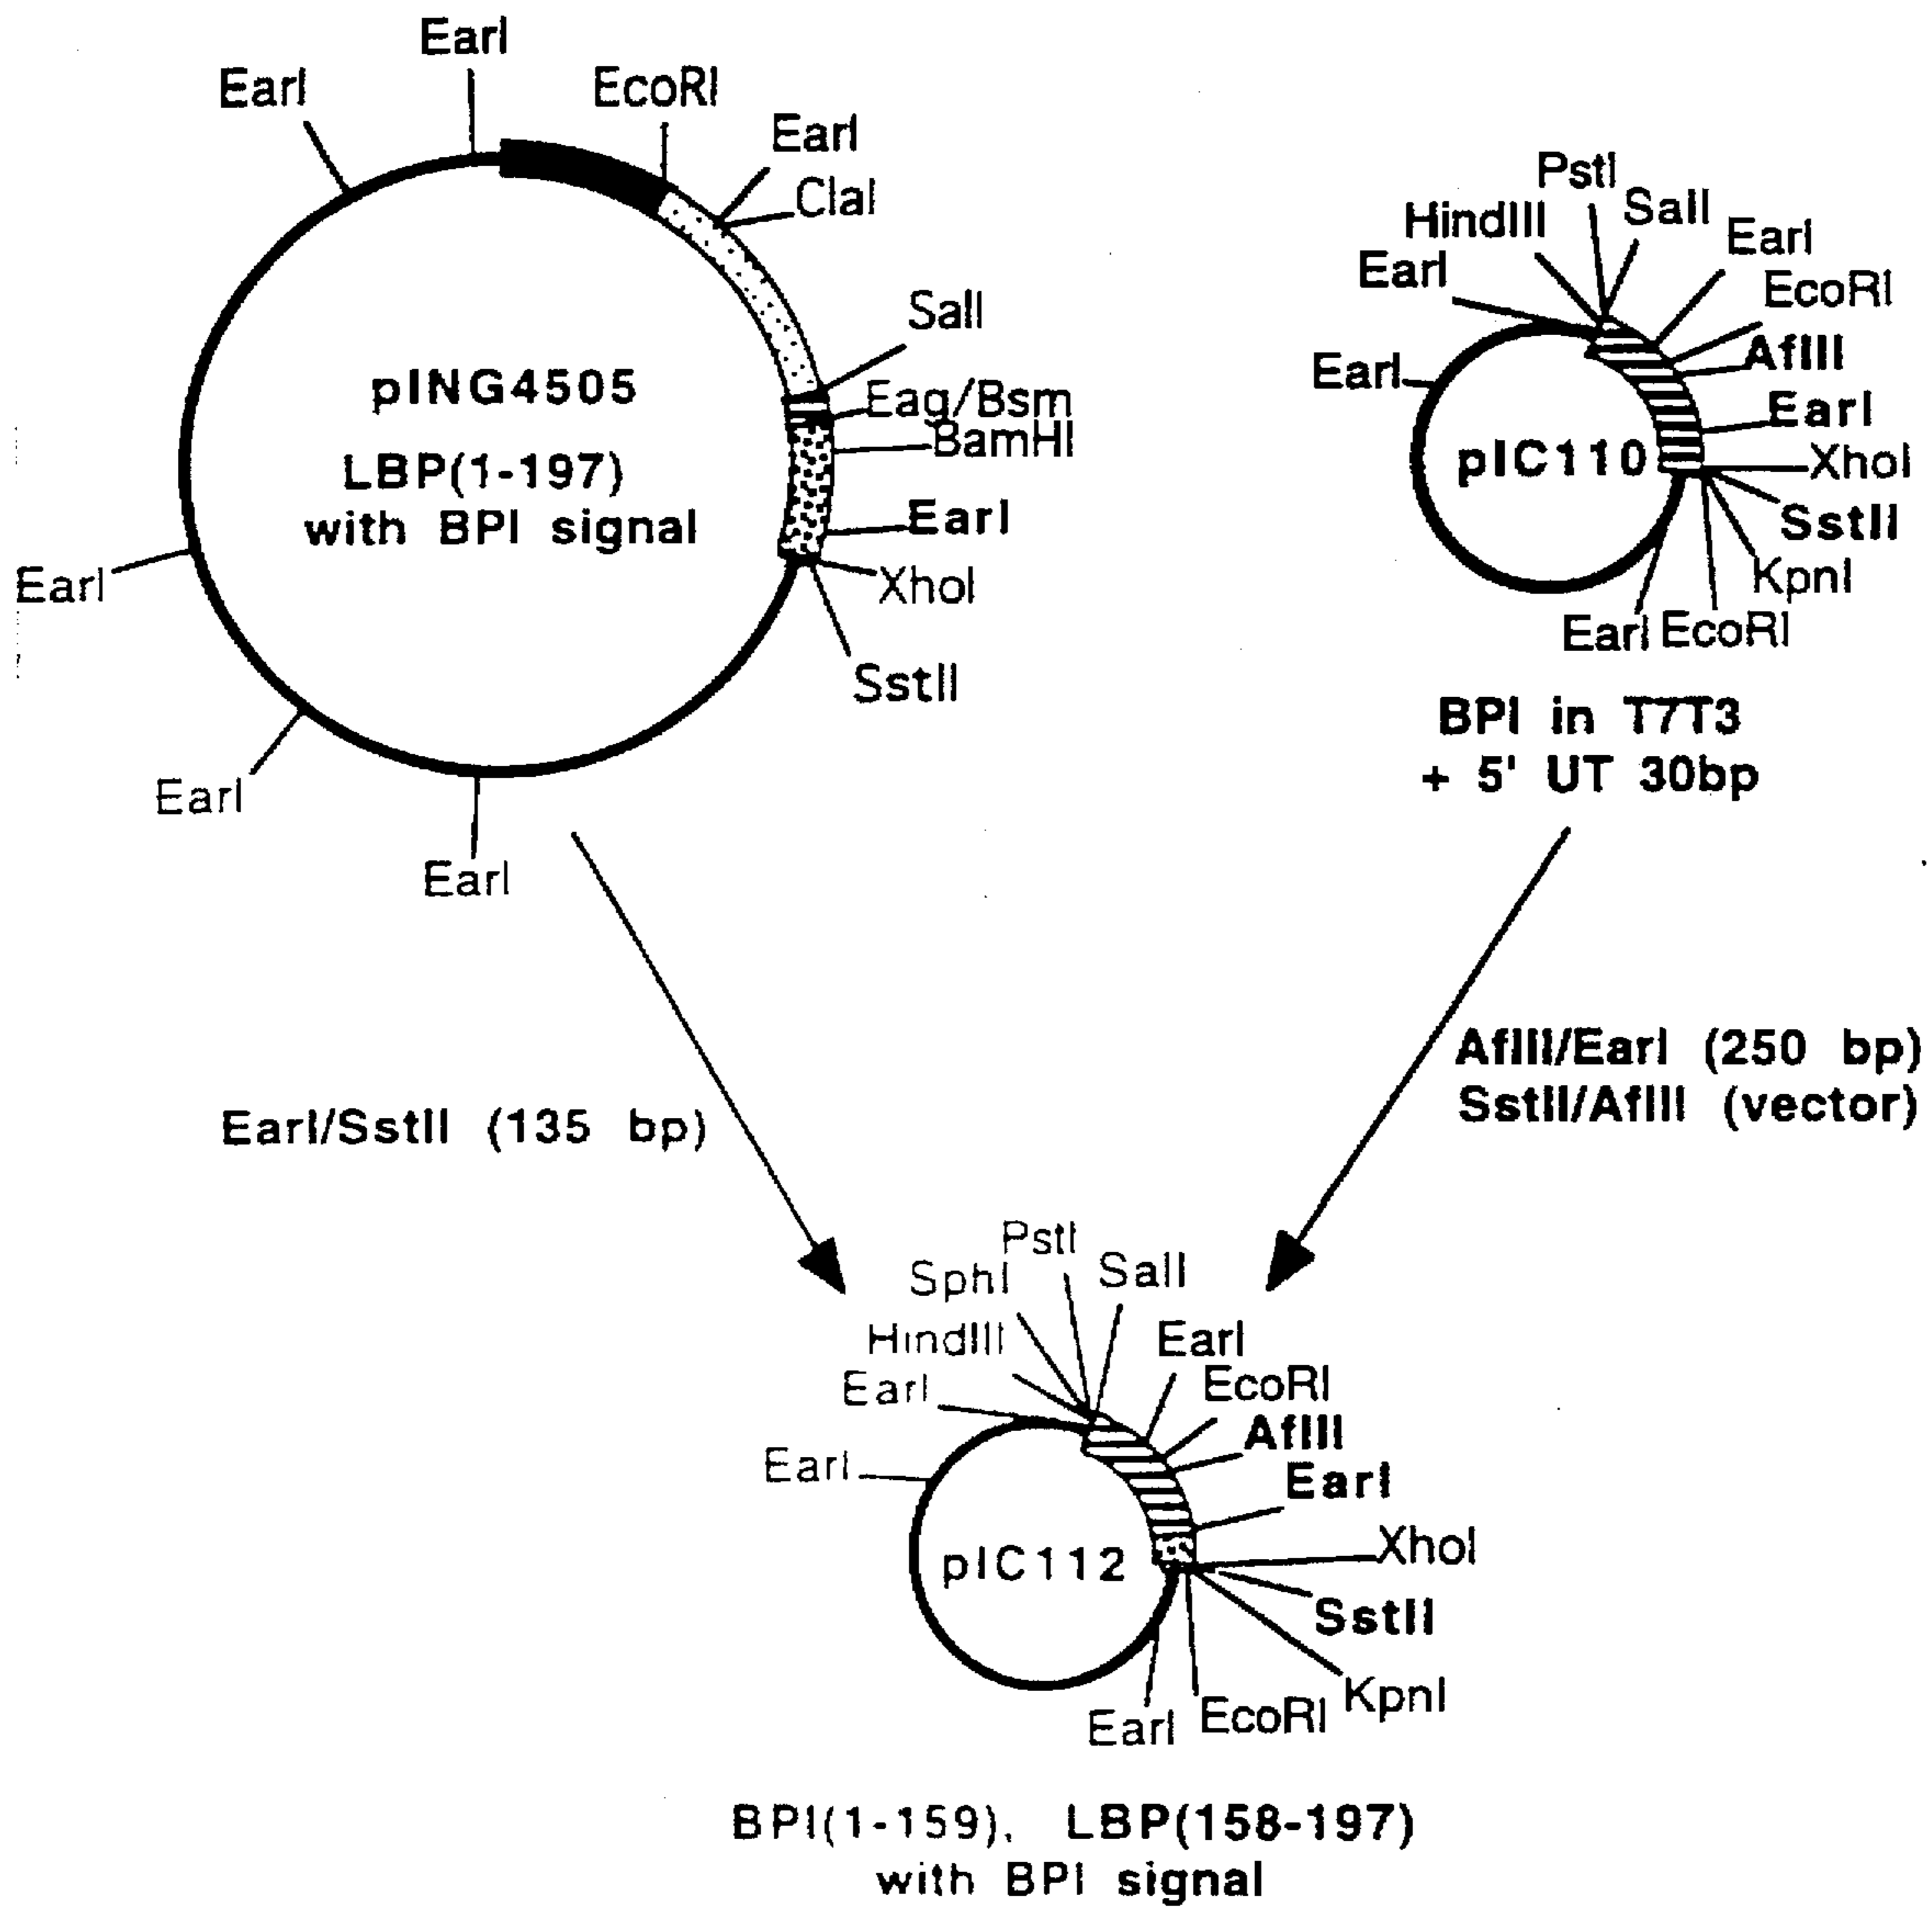 EarI
EarI
EcoRI
EarI
ClaI
SalI
Eag/Bsm
BamHI
EarI
XhoI
SstII
EarI
EarI
EarI
pING4505
LBP(1-197)
with BPI signal
PstI
SalI
HindIII
EarI
EarI
EcoRI
AflII
EarI
EarI
XhoI
pIC110
SstII
KpnI
EarI EcoRI
BPI in T7T3
+ 5' UT 30bp
AflII/EarI (250 bp)
SstII/AflII (vector)
EarI/SstII (135 bp)
PstI
SphI
SalI
HindIII
EarI
EarI
EcoRI
AflII
EarI
EarI
XhoI
pIC112
SstII
KpnI
EarI EcoRI
BPI(1-159), LBP(158-197)
with BPI signal